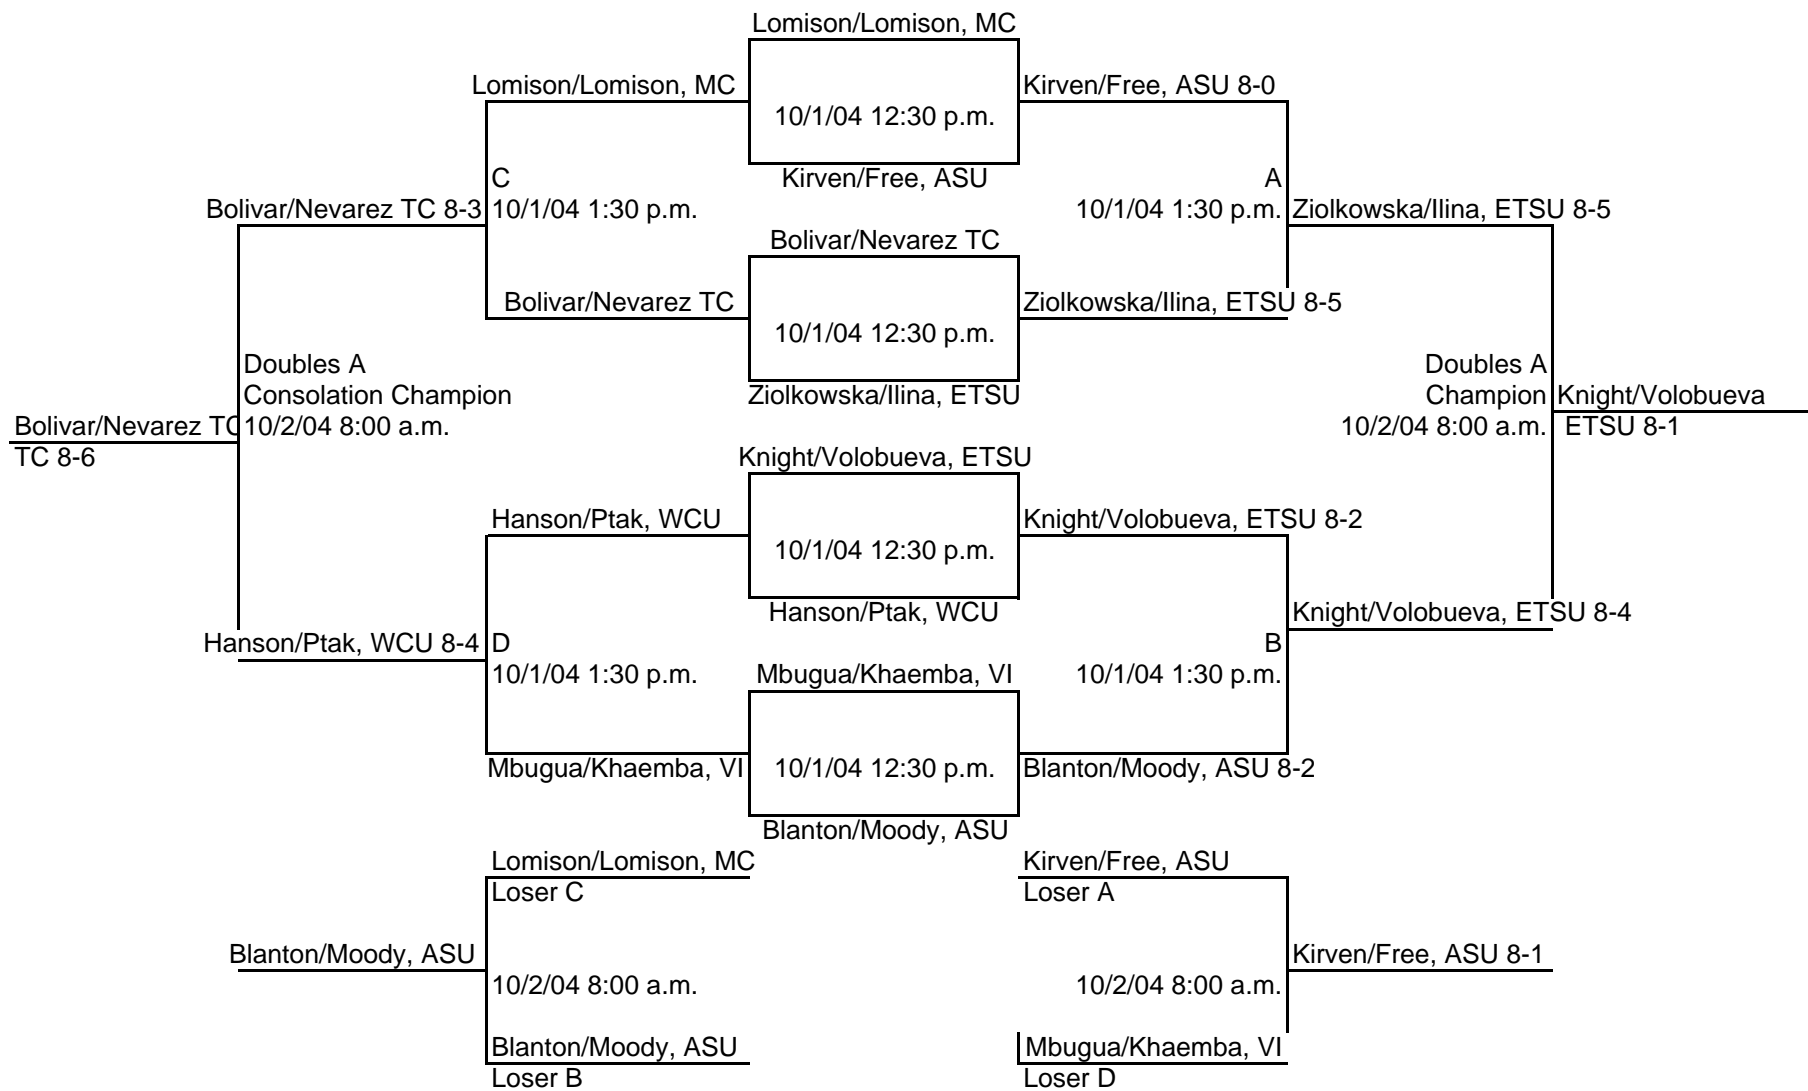 Lomison/Lomison, MC
Lomison/Lomison, MC
Kirven/Free, ASU 8-0
10/1/04 12:30 p.m.
C
Kirven/Free, ASU
A
Bolivar/Nevarez TC 8-3
10/1/04 1:30 p.m.
10/1/04 1:30 p.m.
Ziolkowska/Ilina, ETSU 8-5
Bolivar/Nevarez TC
Bolivar/Nevarez TC
Ziolkowska/Ilina, ETSU 8-5
10/1/04 12:30 p.m.
Doubles A
Doubles A
Consolation Champion
Ziolkowska/Ilina, ETSU
Champion
Knight/Volobueva
Bolivar/Nevarez TC
10/2/04 8:00 a.m.
10/2/04 8:00 a.m.
ETSU 8-1
TC 8-6
Knight/Volobueva, ETSU
Hanson/Ptak, WCU
Knight/Volobueva, ETSU 8-2
10/1/04 12:30 p.m.
Hanson/Ptak, WCU
Knight/Volobueva, ETSU 8-4
Hanson/Ptak, WCU 8-4
D
B
10/1/04 1:30 p.m.
Mbugua/Khaemba, VI
10/1/04 1:30 p.m.
Mbugua/Khaemba, VI
10/1/04 12:30 p.m.
Blanton/Moody, ASU 8-2
Blanton/Moody, ASU
Lomison/Lomison, MC
Kirven/Free, ASU
Loser C
Loser A
Blanton/Moody, ASU
Kirven/Free, ASU 8-1
10/2/04 8:00 a.m.
10/2/04 8:00 a.m.
Blanton/Moody, ASU
Mbugua/Khaemba, VI
Loser B
Loser D